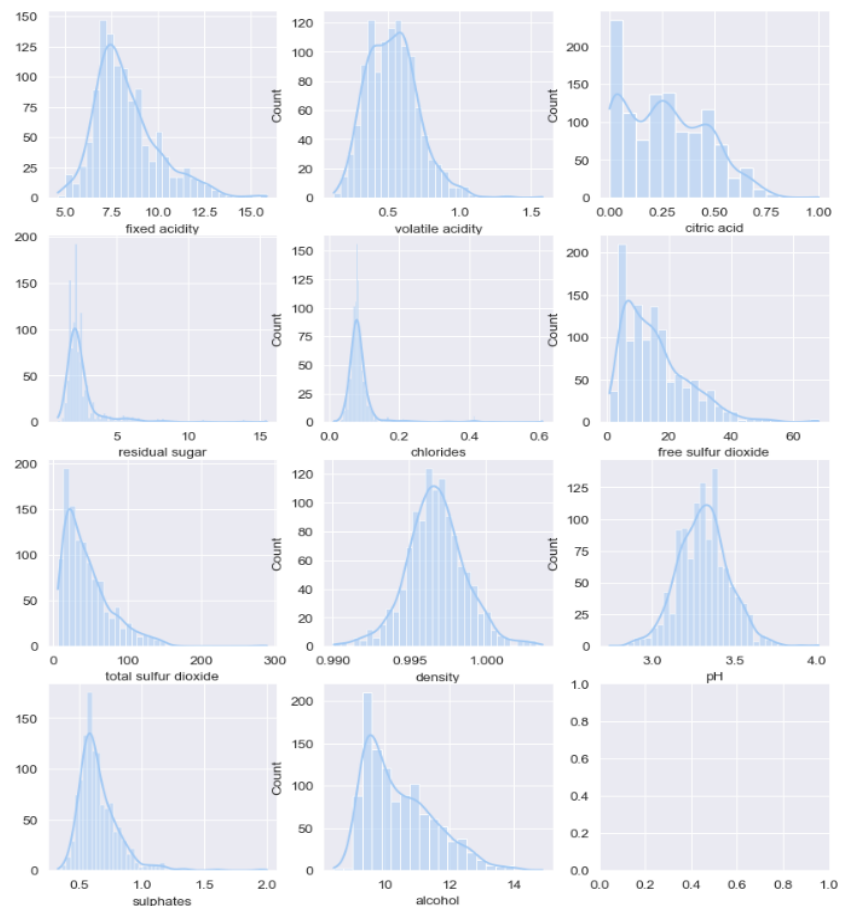 150
125
100
75
50
25
0
5.0 7.5 10.0 12.5 15.0
fixed acidity
Count
120
100
80
60
40
20
0
0.5 1.0 1.5
volatile acidity
Count
200
150
100
50
0
0.00 0.25 0.50 0.75 1.00
citric acid
200
150
100
50
0
5 10 15
residual sugar
Count
150
125
100
75
50
25
0
0.0 0.2 0.4 0.6
chlorides
Count
200
150
100
50
0
0 20 40 60
free sulfur dioxide
200
150
100
50
0
0 100 200 300
total sulfur dioxide
Count
120
100
80
60
40
20
0
0.990 0.995 1.000
density
Count
125
100
75
50
25
0
3.0 3.5 4.0
pH
150
100
50
0
0.5 1.0 1.5 2.0
sulphates
Count
200
150
100
50
0
10 12 14
alcohol
1.0
0.8
0.6
0.4
0.2
0.0
0.0 0.2 0.4 0.6 0.8 1.0